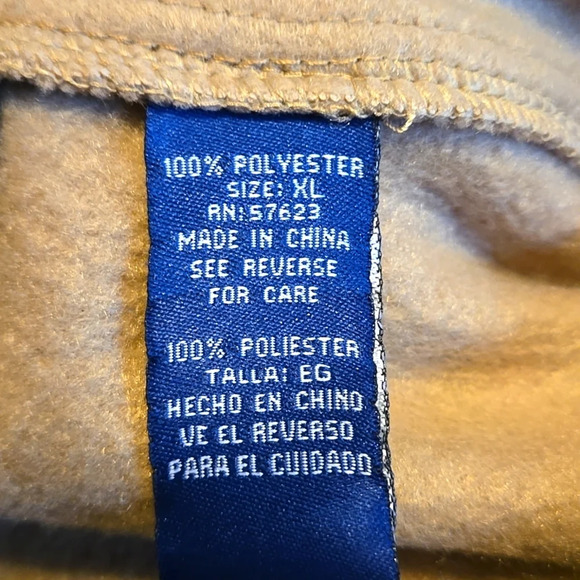 100% POLYESTER
SIZE: XL
RN: 57623
MADE IN CHINA
SEE REVERSE
FOR CARE
100% POLIESTER
TALLA: EG
HECHO EN CHINO
VE EL REVERSO
PARA EL CUIDADO